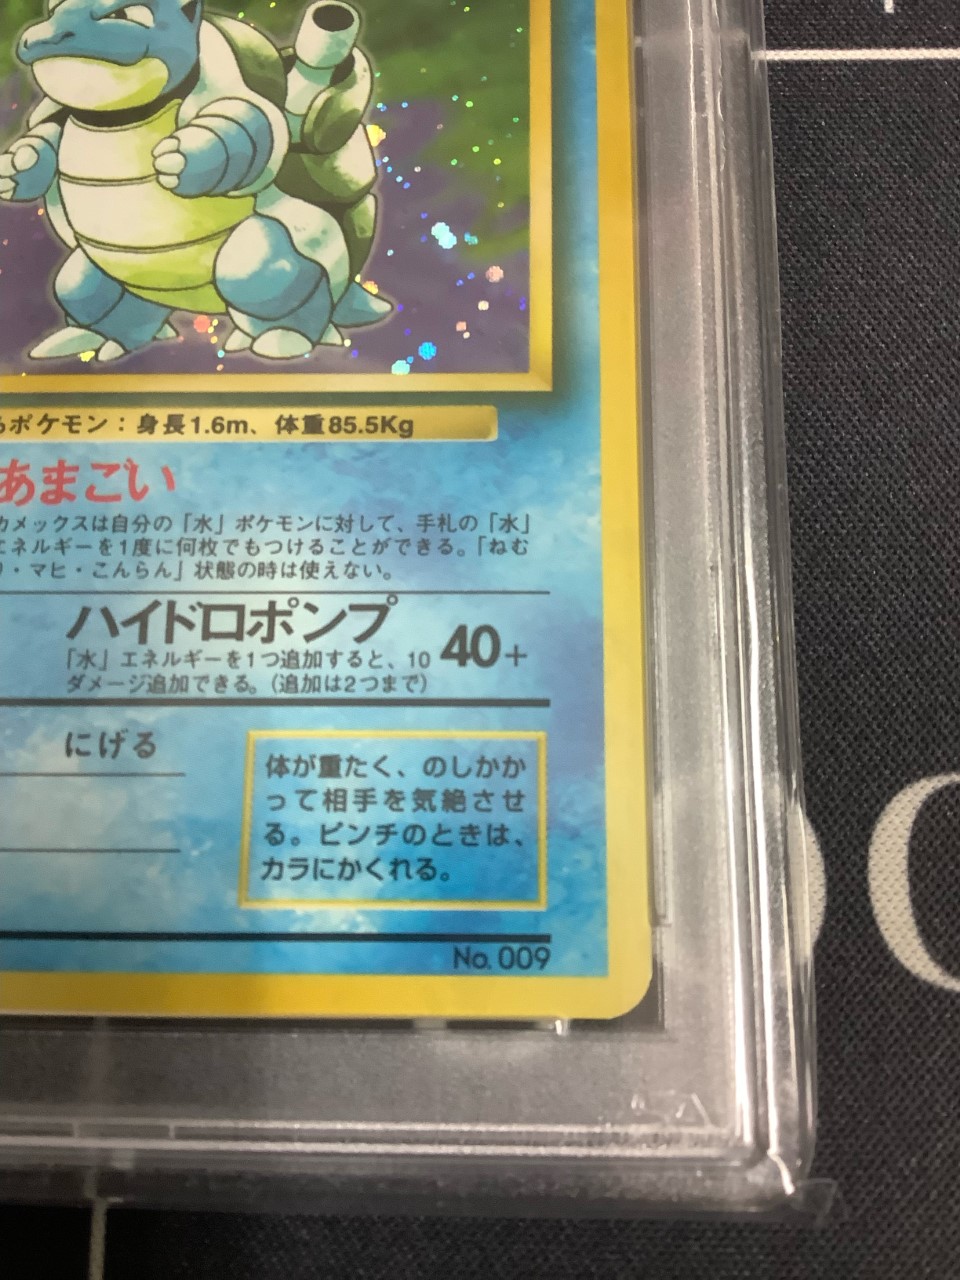 ポケモン：身長1.6m、体重85.5Kg
あまごい
カメックスは自分の「水」ポケモンに対して、手札の「水」
エネルギーを1度に何枚でもつけることができる。「ねむ
り・マヒ・こんらん」状態の時は使えない。
ハイドロポンプ
40+
「水」エネルギーを1つ追加すると、10
ダメージ追加できる。（追加は2つまで）
にげる
体が重たく、のしかか
って相手を気絶させ
る。ピンチのときは、
カラにかくれる。
No. 009